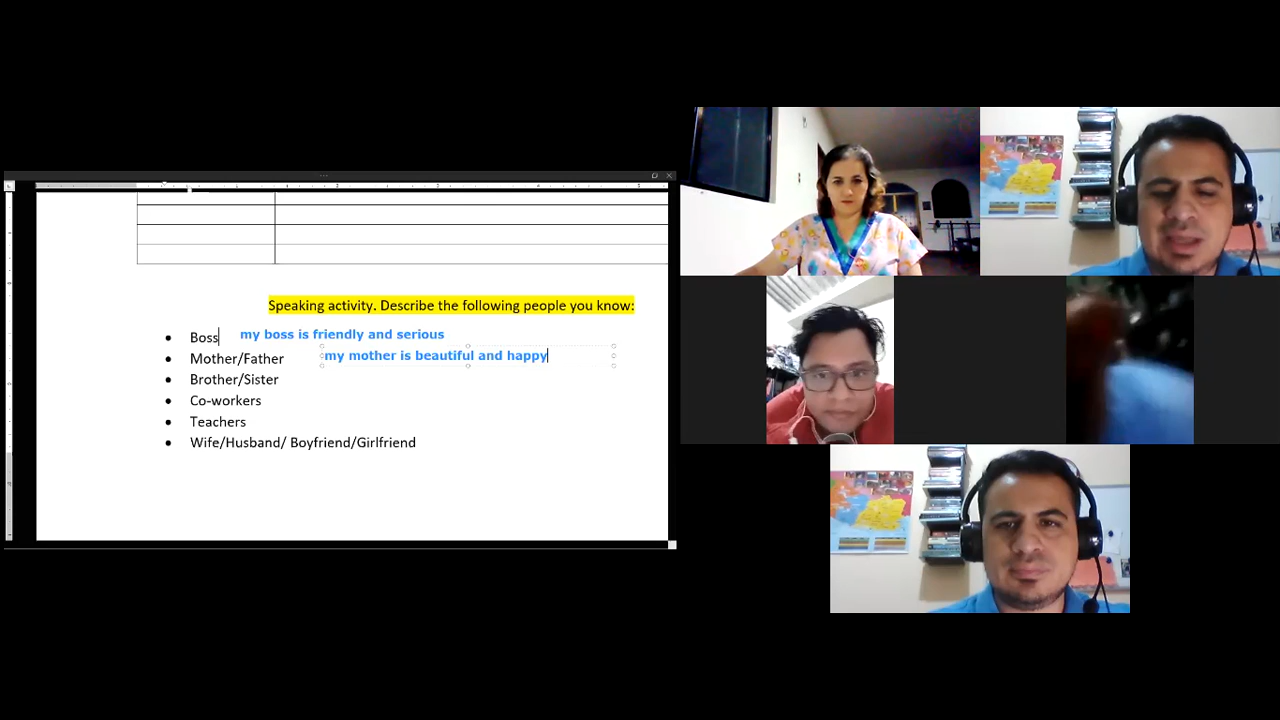 Speaking activity. Describe the following people you know:
• Boss my boss is friendly and serious
• Mother/Father my mother is beautiful and happy
• Brother/Sister
• Co-workers
• Teachers
• Wife/Husband/ Boyfriend/Girlfriend